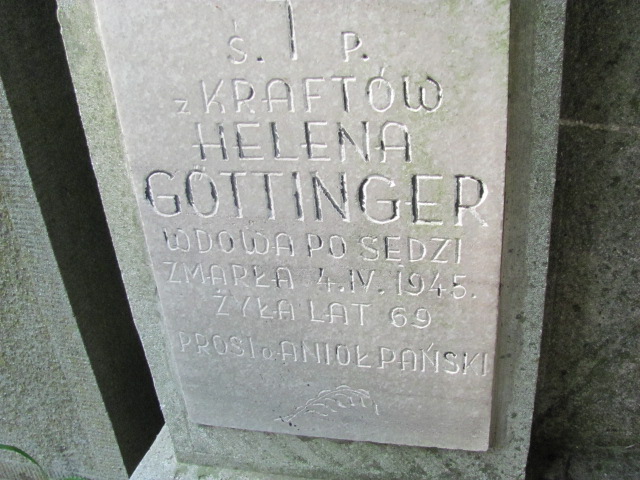 Ś. P.
z KRAFTÓW
HELENA
GÖTTINGER
WDOWA PO SĘDZI
ZMARŁA 4.IV. 1945.
ŻYŁA LAT 69
PROSI o ANIOŁ PAŃSKI